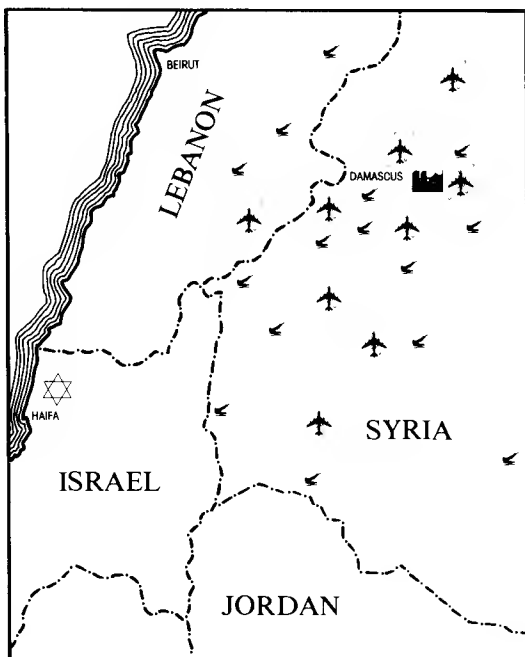 BEIRUT
LEBANON
DAMASCUS
HAIFA
SYRIA
ISRAEL
JORDAN